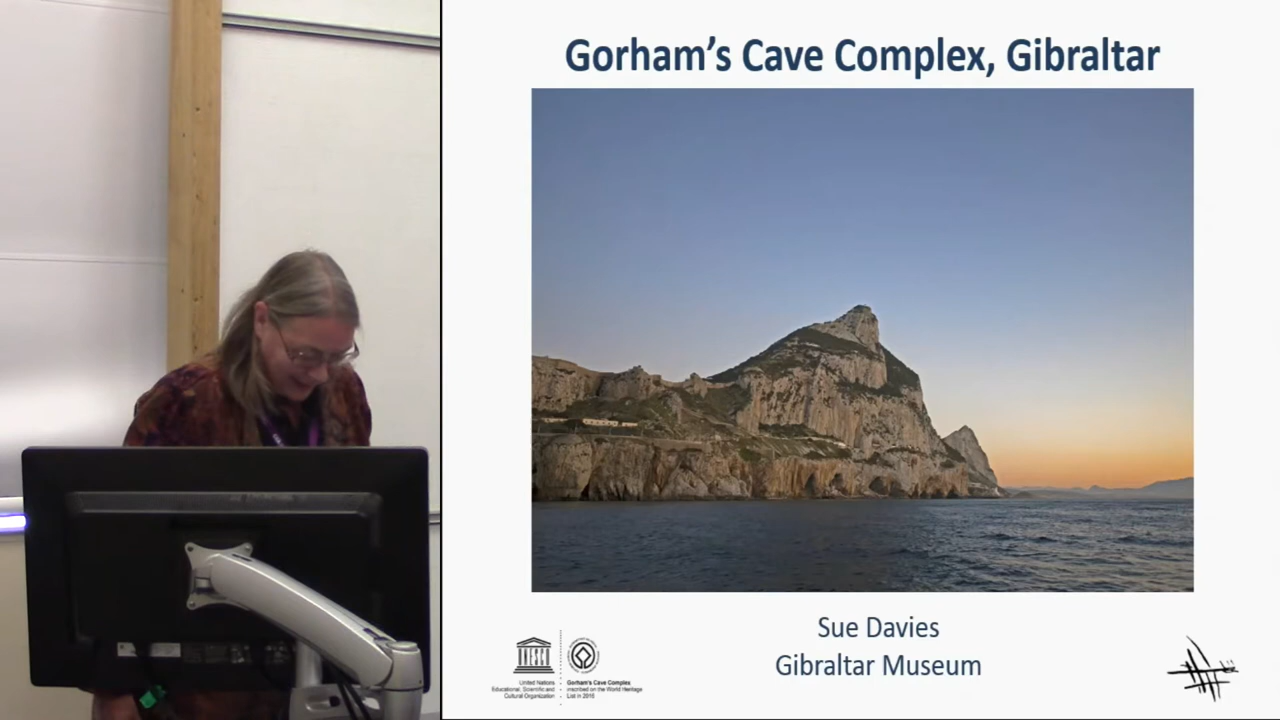 Gorham's Cave Complex, Gibraltar
Sue Davies
Gibraltar Museum
UNESCO
United Nations
Educational, Scientific and
Cultural Organization
Gorham's Cave Complex
inscribed on the World Heritage
List in 2016